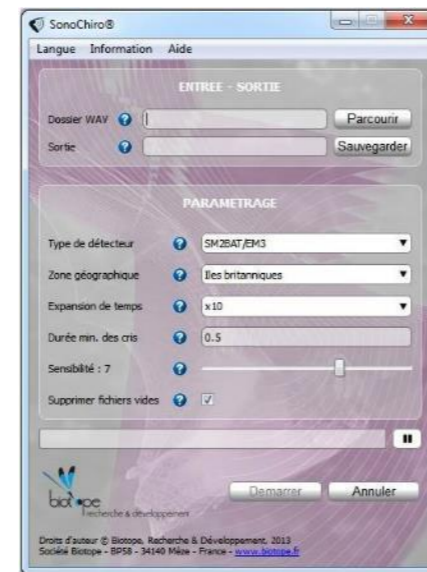 SonoChiro®
Langue Information Aide
ENTREE - SORTIE
Dossier WAV ? Parcourir
Sortie ? Sauvegarder
PARAMETRAGE
Type de détecteur ? SM2BAT/EM3
Zone géographique ? Iles britanniques
Expansion de temps ? x10
Durée min. des cris ? 0.5
Sensibilité : 7 ?
Supprimer fichiers vides ?
biotope
recherche & développement
Demarrer Annuler
Droits d'auteur © Biotope, Recherche & Développement, 2013
Société Biotope - BP58 - 34140 Mèze - France - www.biotope.fr